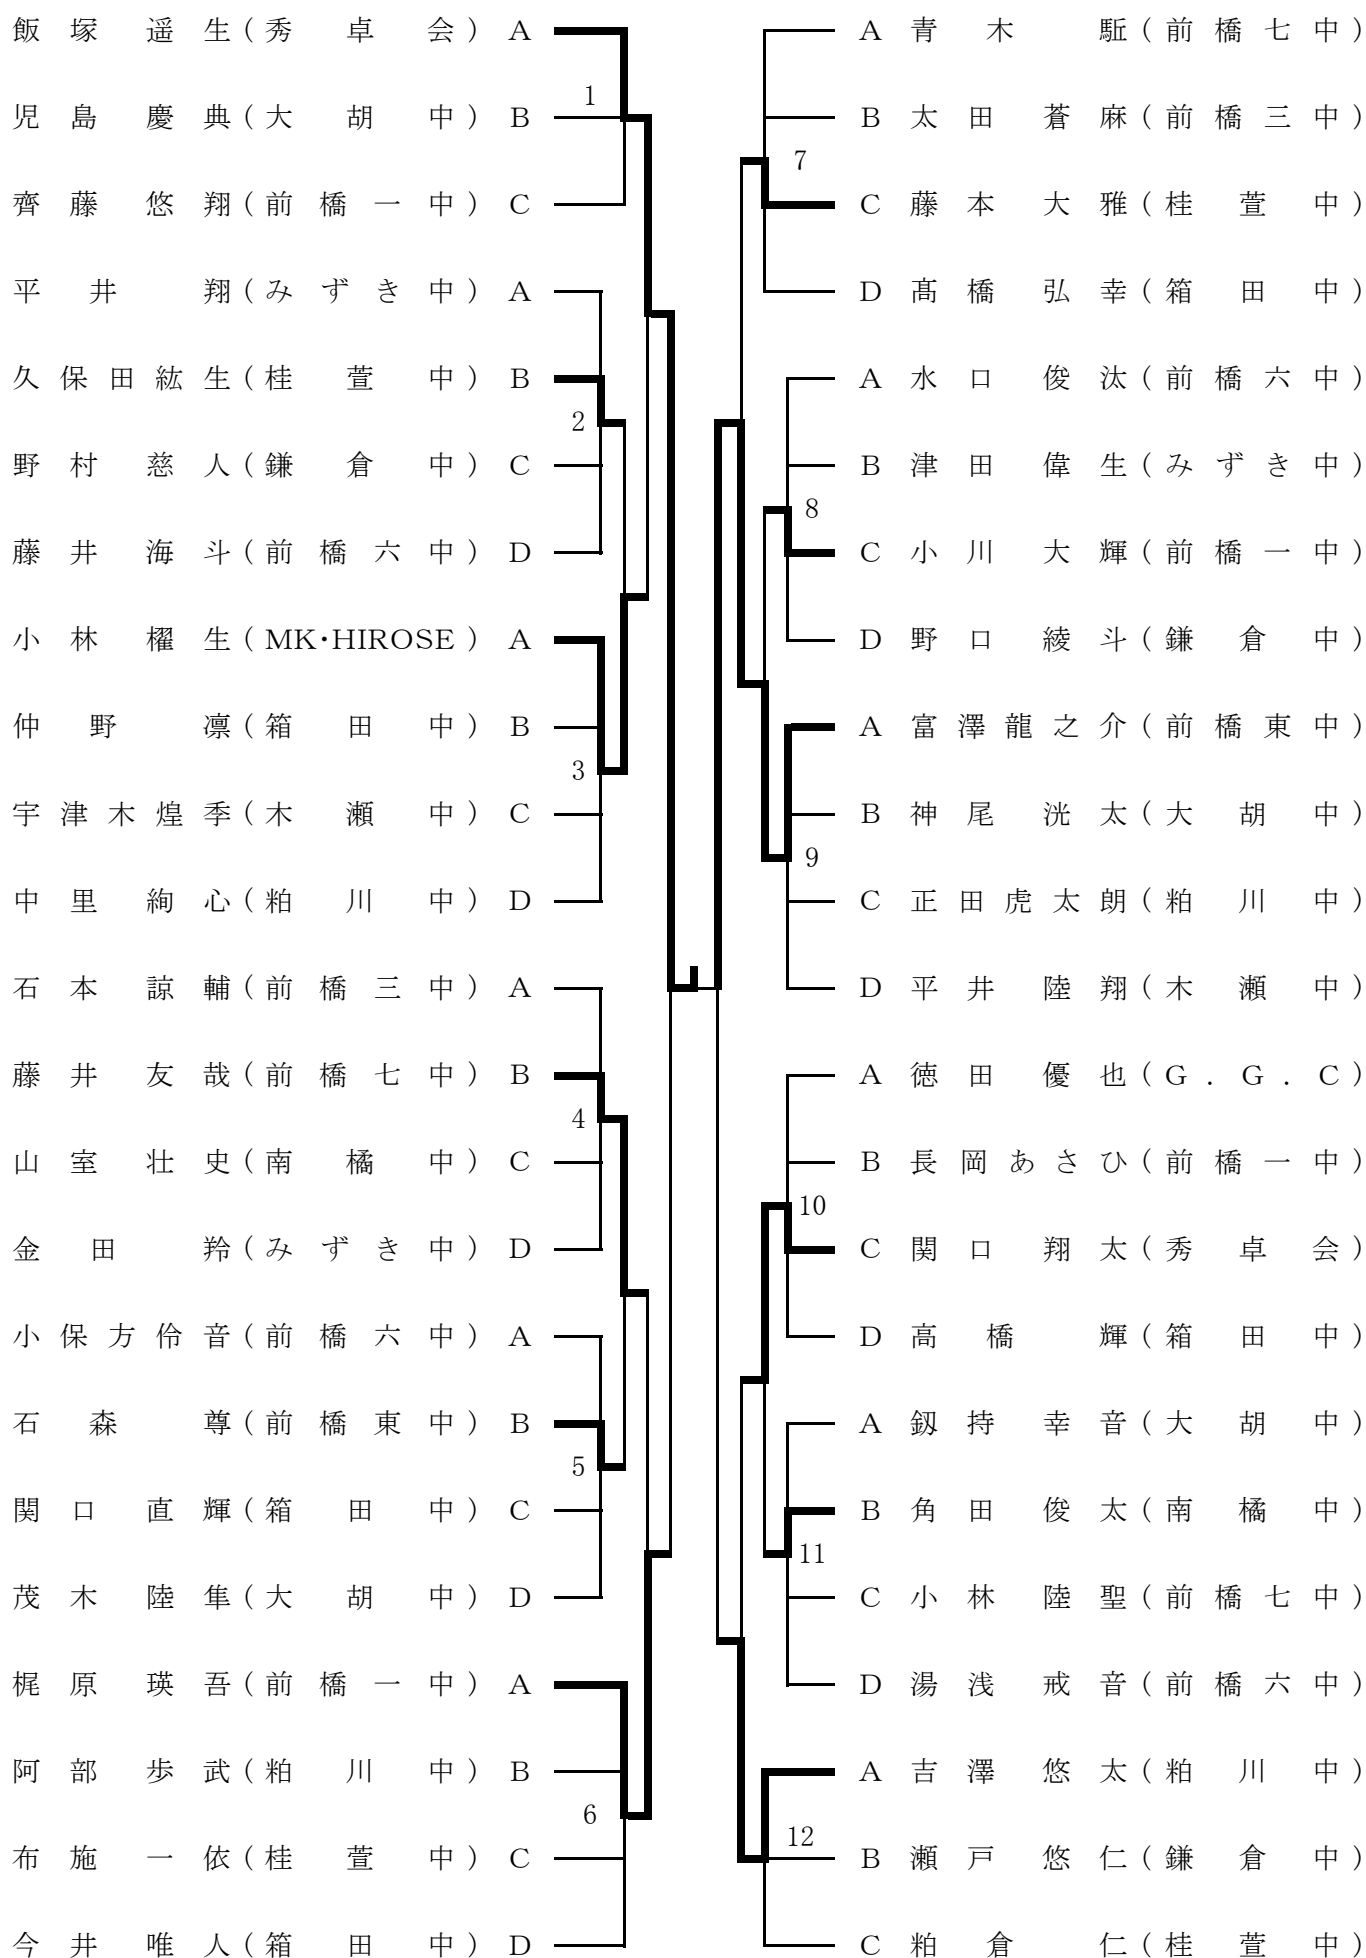 飯塚遥生(秀卓会) A
1
児島慶典(大胡中) B
齊藤悠翔(前橋一中) C
平井翔(みずき中) A
久保田紘生(桂萱中) B
2
野村慈人(鎌倉中) C
藤井海斗(前橋六中) D
小林櫂生(MK・HIROSE) A
仲野凛(箱田中) B
3
宇津木煌季(木瀬中) C
中里絢心(粕川中) D
石本諒輔(前橋三中) A
藤井友哉(前橋七中) B
4
山室壮史(南橘中) C
金田羚(みずき中) D
小保方伶音(前橋六中) A
石森尊(前橋東中) B
5
関口直輝(箱田中) C
茂木陸隼(大胡中) D
梶原瑛吾(前橋一中) A
阿部歩武(粕川中) B
6
布施一依(桂萱中) C
今井唯人(箱田中) D
A 青木駈(前橋七中)
B 太田蒼麻(前橋三中)
7
C 藤本大雅(桂萱中)
D 髙橋弘幸(箱田中)
A 水口俊汰(前橋六中)
B 津田偉生(みずき中)
8
C 小川大輝(前橋一中)
D 野口綾斗(鎌倉中)
A 富澤龍之介(前橋東中)
B 神尾洸太(大胡中)
9
C 正田虎太朗(粕川中)
D 平井陸翔(木瀬中)
A 徳田優也(G.G.C)
B 長岡あさひ(前橋一中)
10
C 関口翔太(秀卓会)
D 高橋輝(箱田中)
A 釼持幸音(大胡中)
B 角田俊太(南橘中)
11
C 小林陸聖(前橋七中)
D 湯浅戒音(前橋六中)
A 吉澤悠太(粕川中)
12
B 瀬戸悠仁(鎌倉中)
C 粕倉仁(桂萱中)